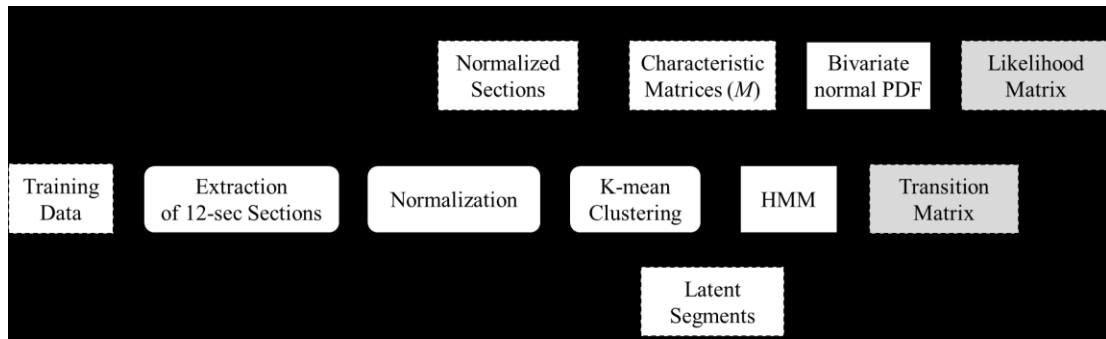 Normalized
Sections
Characteristic
Matrices (M)
Bivariate
normal PDF
Likelihood
Matrix
Training
Data
Extraction
of 12-sec Sections
Normalization
K-mean
Clustering
HMM
Transition
Matrix
Latent
Segments